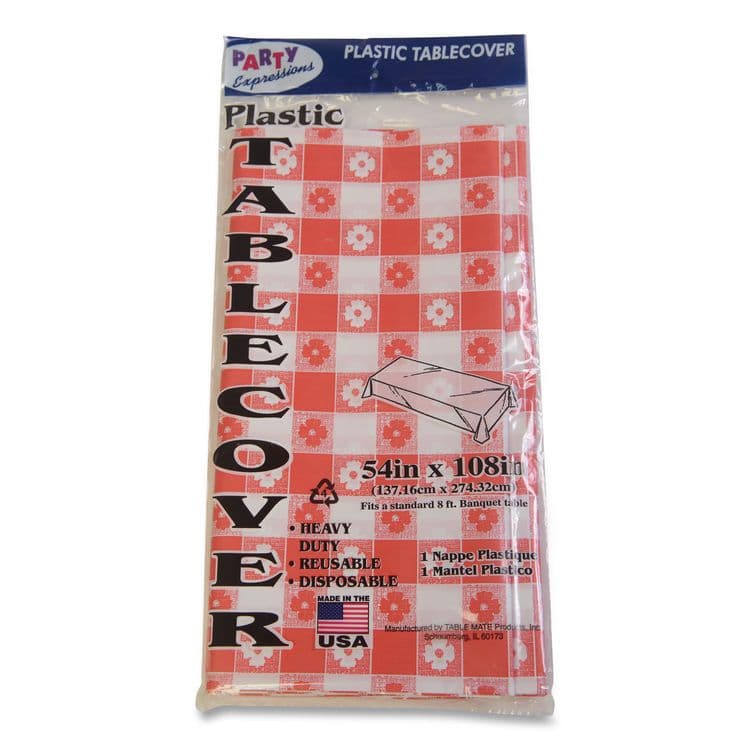 PARTY
Expressions
PLASTIC TABLECOVER
Plastic
TABLECOVER
54in x 108in
(137.16cm x 274.32cm)
Fits a standard 8 ft. Banquet table
• HEAVY
DUTY
• REUSABLE
• DISPOSABLE
1 Nappe Plastique
1 Mantel Plastico
MADE IN THE
USA
Manufactured by TABLE MATE Products, Inc.
Schaumburg, IL 60173